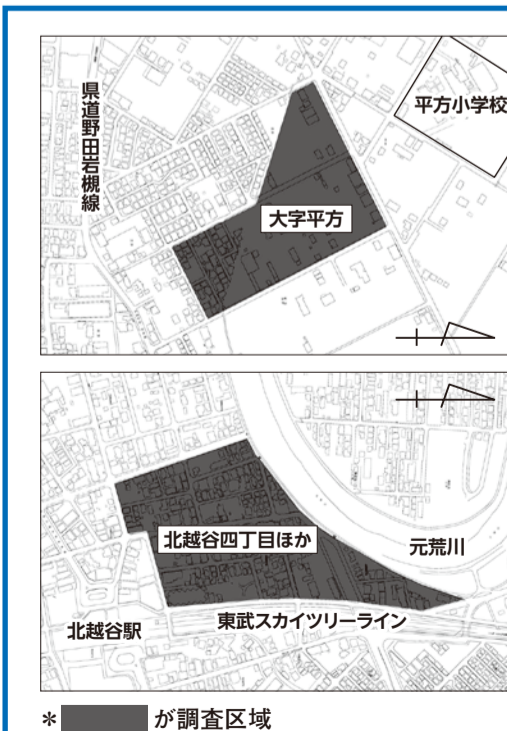 県道野田岩槻線
平方小学校
大字平方
北越谷四丁目ほか
元荒川
北越谷駅
東武スカイツリーライン
＊ が調査区域